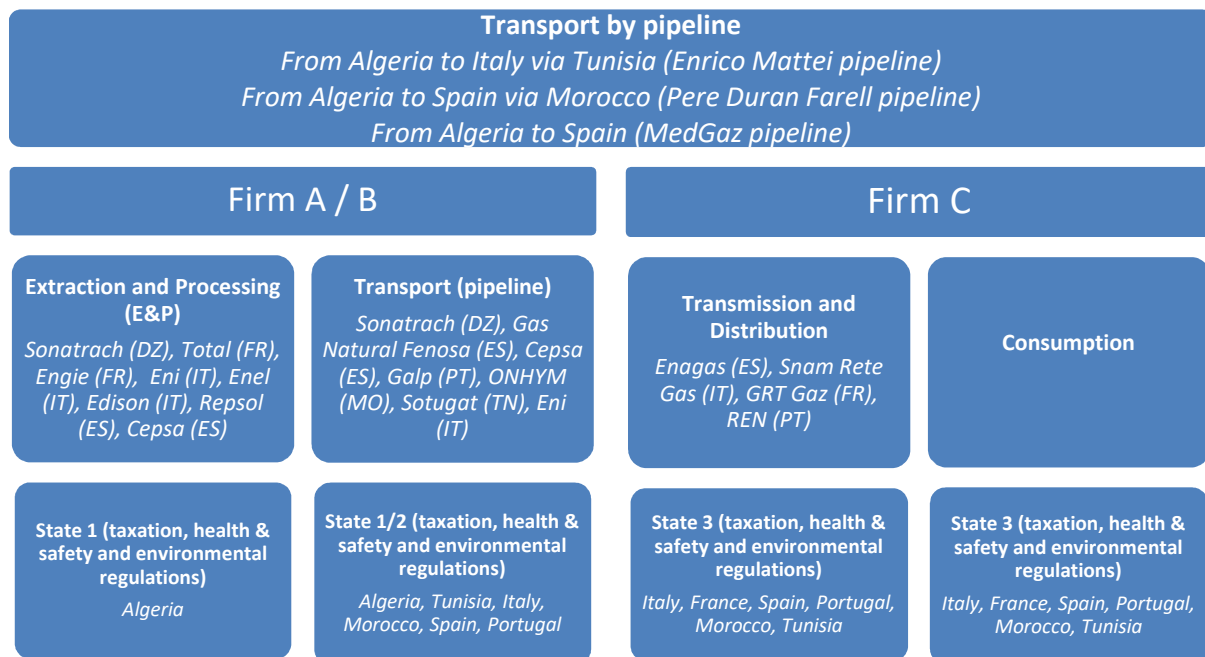 Transport by pipeline
From Algeria to Italy via Tunisia (Enrico Mattei pipeline)
From Algeria to Spain via Morocco (Pere Duran Farell pipeline)
From Algeria to Spain (MedGaz pipeline)
Firm A / B
Firm C
Extraction and Processing
(E&P)
Sonatrach (DZ), Total (FR),
Engie (FR), Eni (IT), Enel
(IT), Edison (IT), Repsol
(ES), Cepsa (ES)
Transport (pipeline)
Sonatrach (DZ), Gas
Natural Fenosa (ES), Cepsa
(ES), Galp (PT), ONHYM
(MO), Sotugat (TN), Eni
(IT)
Transmission and
Distribution
Enagas (ES), Snam Rete
Gas (IT), GRT Gaz (FR),
REN (PT)
Consumption
State 1 (taxation, health &
safety and environmental
regulations)
Algeria
State 1/2 (taxation, health &
safety and environmental
regulations)
Algeria, Tunisia, Italy,
Morocco, Spain, Portugal
State 3 (taxation, health &
safety and environmental
regulations)
Italy, France, Spain, Portugal,
Morocco, Tunisia
State 3 (taxation, health &
safety and environmental
regulations)
Italy, France, Spain, Portugal,
Morocco, Tunisia